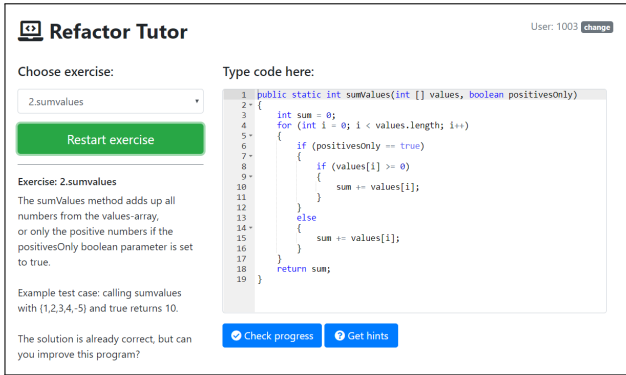 Refactor Tutor
User: 1003 change
Choose exercise:
2.sumvalues
Restart exercise
Exercise: 2.sumvalues
The sumValues method adds up all
numbers from the values-array,
or only the positive numbers if the
positivesOnly boolean parameter is set
to true.
Example test case: calling sumvalues
with {1,2,3,4,-5} and true returns 10.
The solution is already correct, but can
you improve this program?
Type code here:
1 public static int sumValues(int [] values, boolean positivesOnly)
2 {
3 int sum = 0;
4 for (int i = 0; i < values.length; i++)
5 {
6 if (positivesOnly == true)
7 {
8 if (values[i] >= 0)
9 {
10 sum += values[i];
11 }
12 }
13 else
14 {
15 sum += values[i];
16 }
17 }
18 return sum;
19 }
Check progress
Get hints